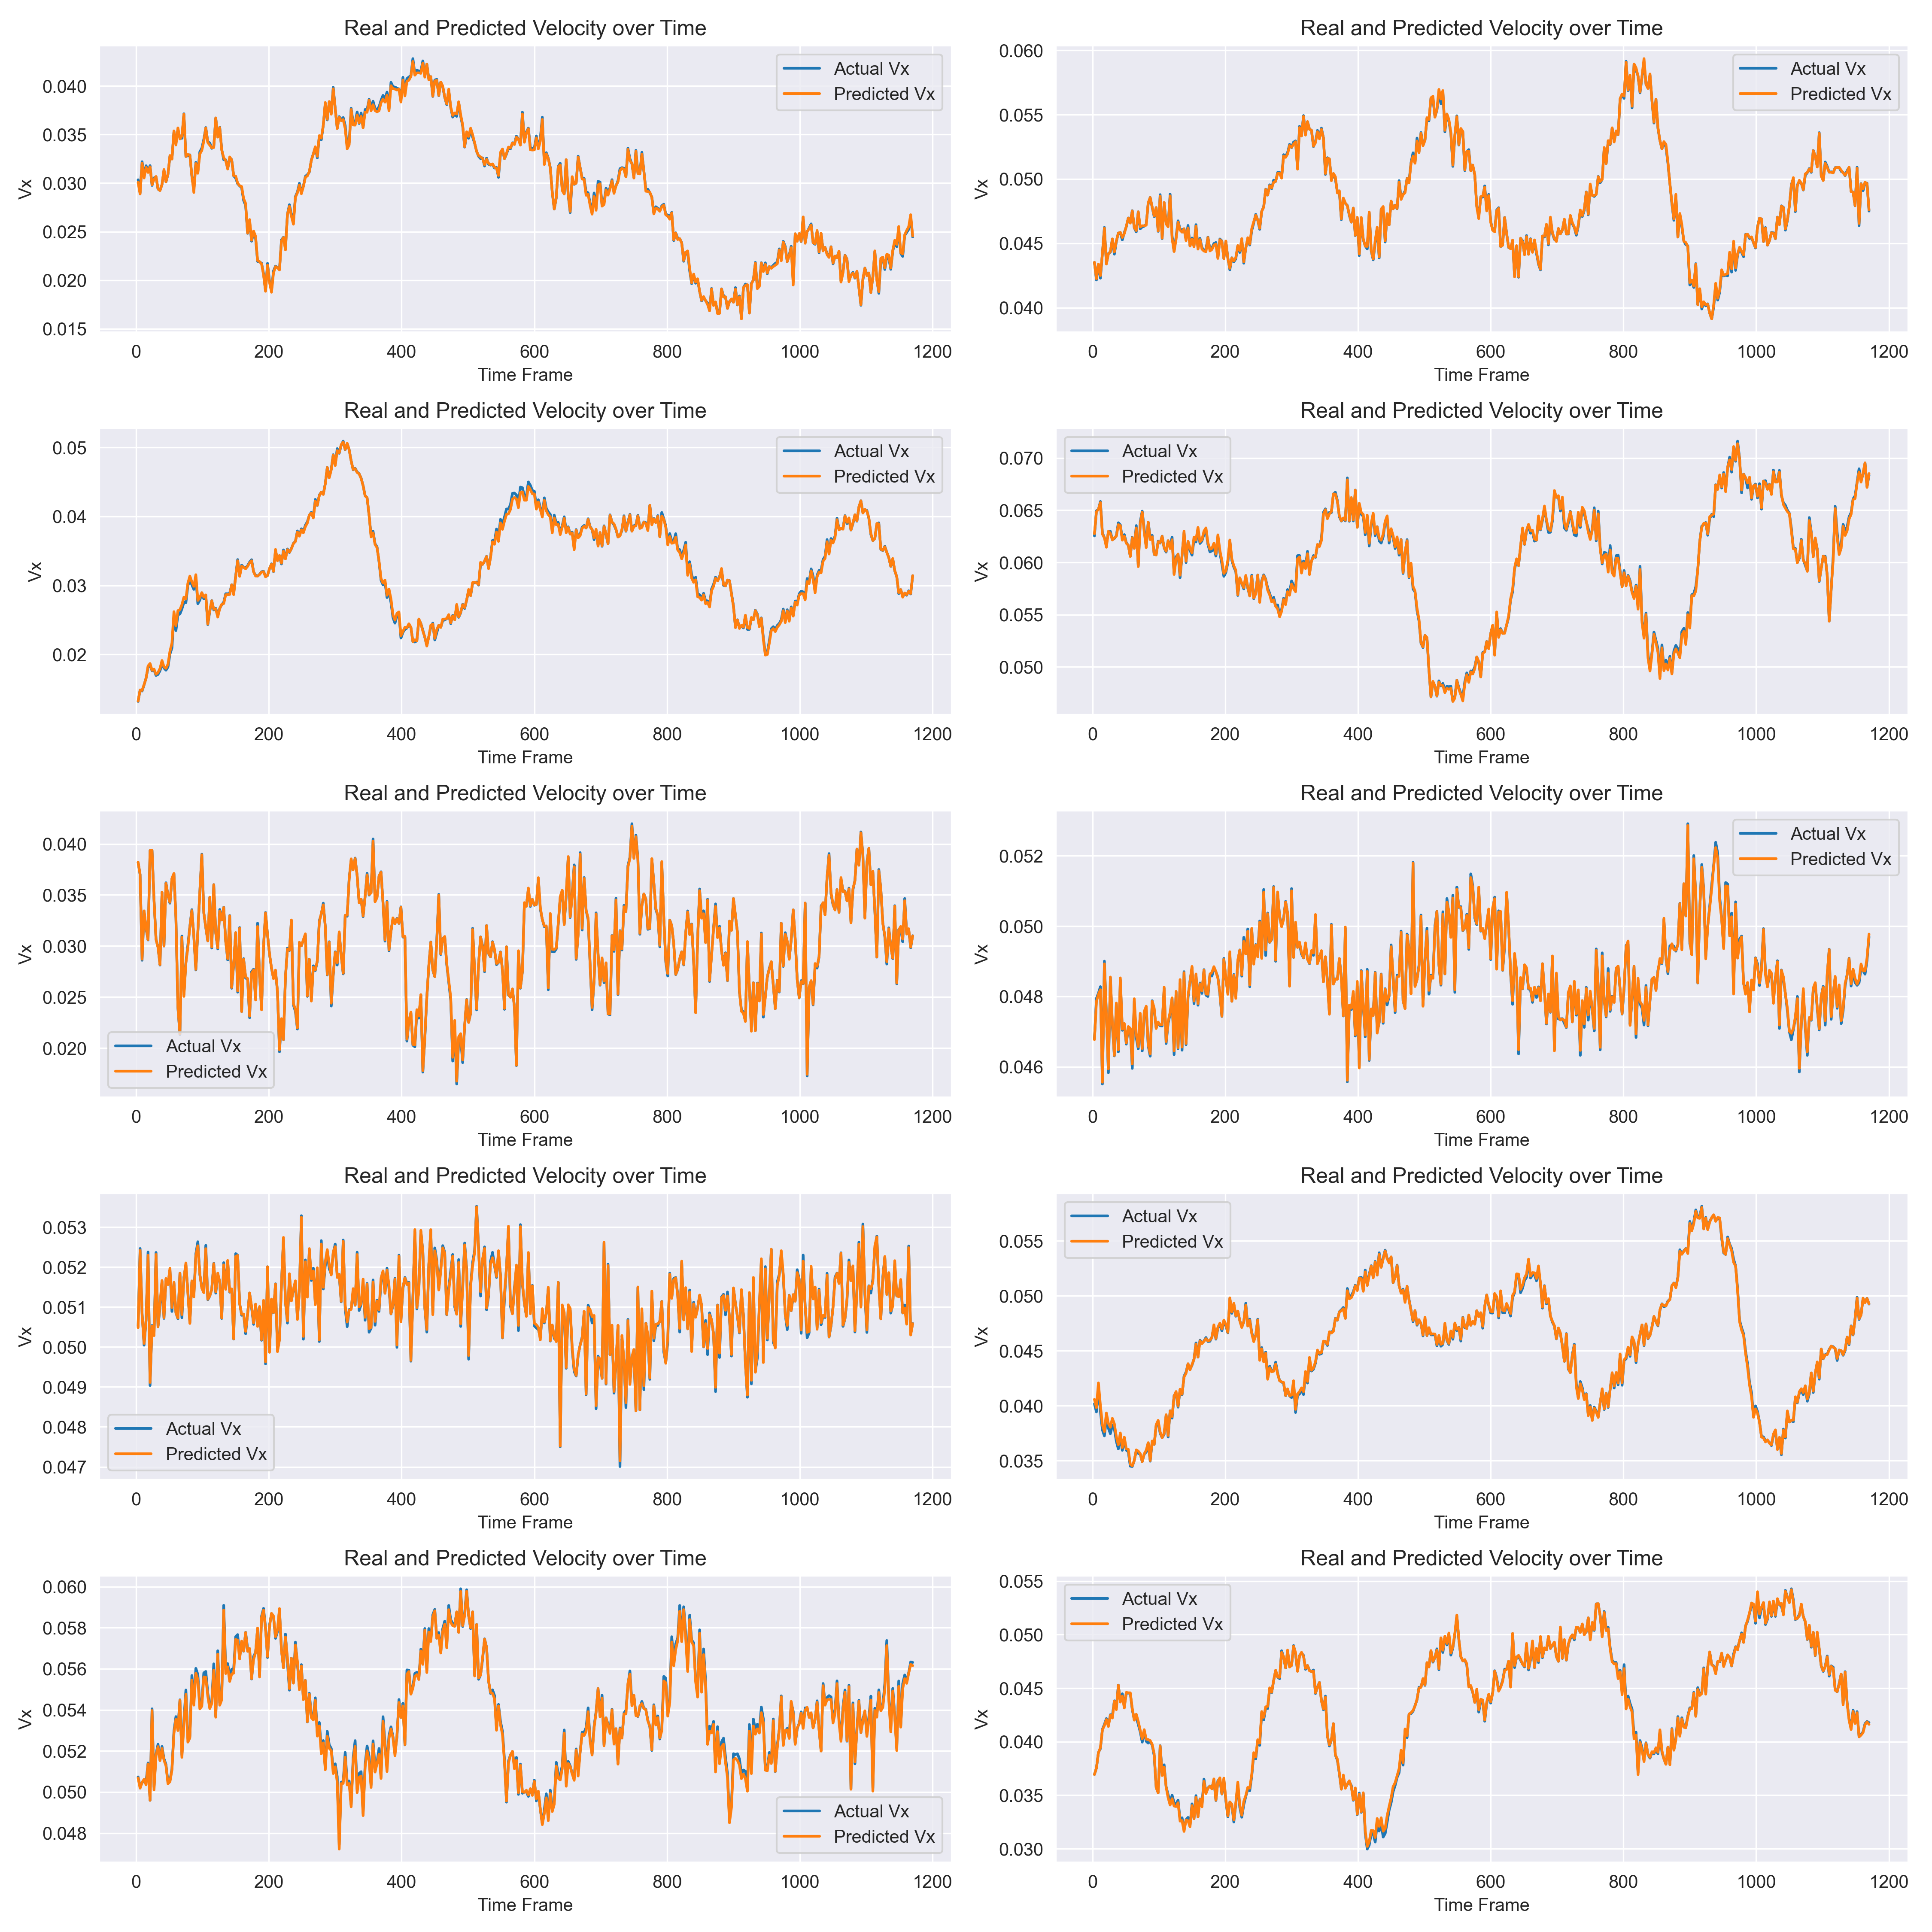 Real and Predicted Velocity over Time
Vx
0.040
0.035
0.030
0.025
0.020
0.015
Actual Vx
Predicted Vx
0 200 400 600 800 1000 1200
Time Frame
Real and Predicted Velocity over Time
Vx
0.060
0.055
0.050
0.045
0.040
Actual Vx
Predicted Vx
0 200 400 600 800 1000 1200
Time Frame
Real and Predicted Velocity over Time
Vx
0.05
0.04
0.03
0.02
Actual Vx
Predicted Vx
0 200 400 600 800 1000 1200
Time Frame
Real and Predicted Velocity over Time
Vx
0.070
0.065
0.060
0.055
0.050
Actual Vx
Predicted Vx
0 200 400 600 800 1000 1200
Time Frame
Real and Predicted Velocity over Time
Vx
0.040
0.035
0.030
0.025
0.020
Actual Vx
Predicted Vx
0 200 400 600 800 1000 1200
Time Frame
Real and Predicted Velocity over Time
Vx
0.052
0.050
0.048
0.046
Actual Vx
Predicted Vx
0 200 400 600 800 1000 1200
Time Frame
Real and Predicted Velocity over Time
Vx
0.053
0.052
0.051
0.050
0.049
0.048
0.047
Actual Vx
Predicted Vx
0 200 400 600 800 1000 1200
Time Frame
Real and Predicted Velocity over Time
Vx
0.055
0.050
0.045
0.040
0.035
Actual Vx
Predicted Vx
0 200 400 600 800 1000 1200
Time Frame
Real and Predicted Velocity over Time
Vx
0.060
0.058
0.056
0.054
0.052
0.050
0.048
Actual Vx
Predicted Vx
0 200 400 600 800 1000 1200
Time Frame
Real and Predicted Velocity over Time
Vx
0.055
0.050
0.045
0.040
0.035
0.030
Actual Vx
Predicted Vx
0 200 400 600 800 1000 1200
Time Frame